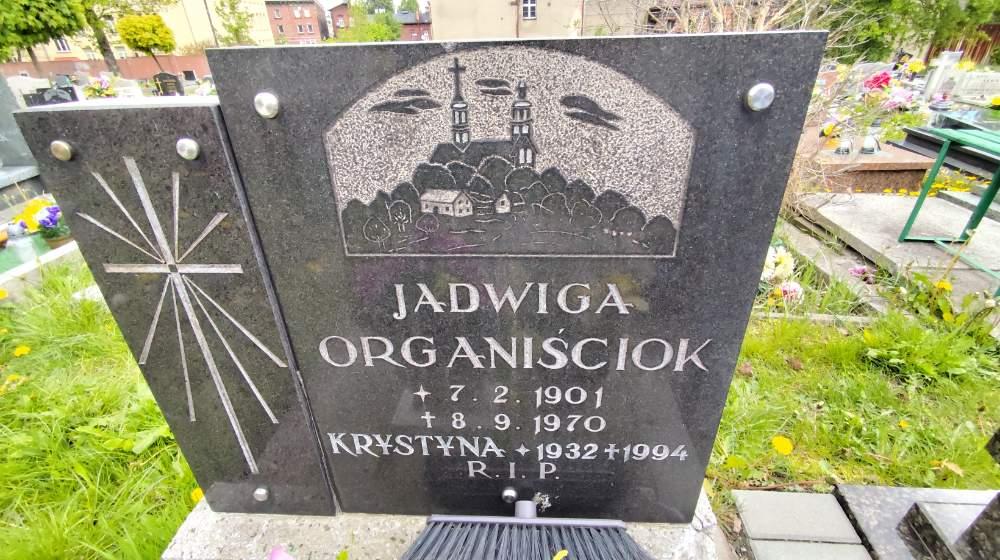 JADWIGA
ORGANIŚCIOK
✦ 7. 2. 1901
✝ 8. 9. 1970
KRYSTYNA ✦ 1932 ✝ 1994
R.I.P.